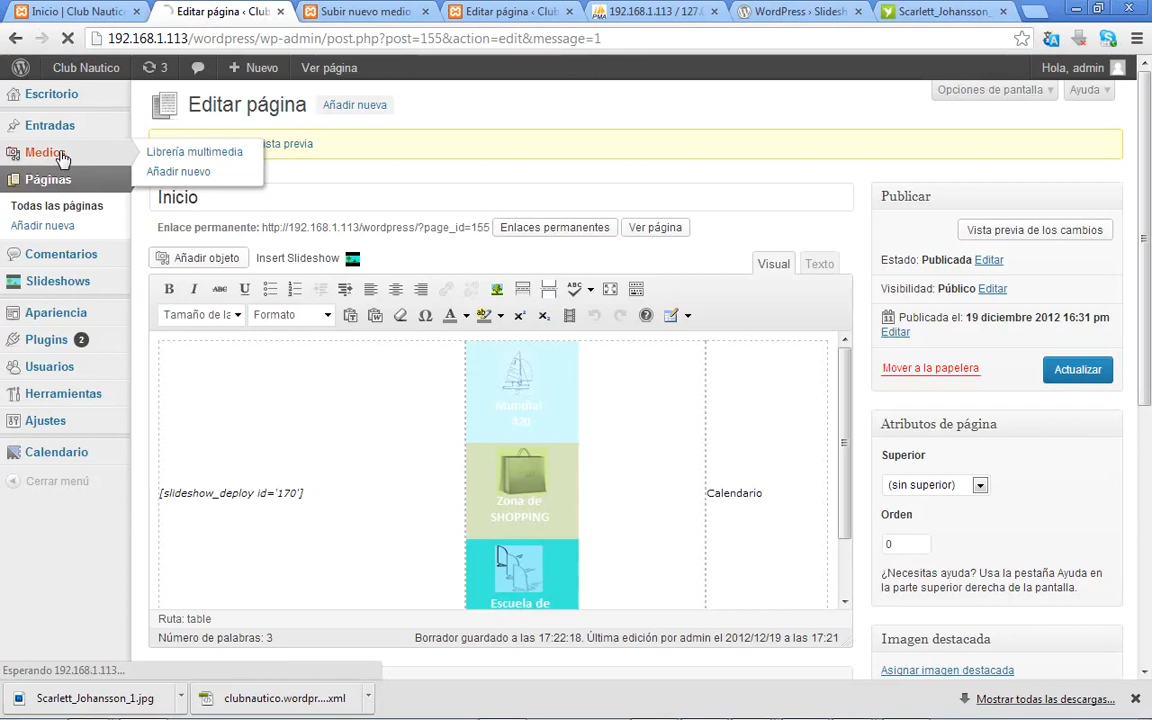 Inicio | Club Nautico
Editar página ‹ Club
Subir nuevo medio
Editar página ‹ Club
192.168.1.113 / 127.
WordPress › Slidesh
Scarlett_Johansson_
192.168.1.113/wordpress/wp-admin/post.php?post=155&action=edit&message=1
Club Nautico
3
Nuevo
Ver página
Hola, admin
Escritorio
Entradas
Medios
Librería multimedia
Añadir nuevo
Páginas
Todas las páginas
Añadir nueva
Comentarios
Slideshows
Apariencia
Plugins 2
Usuarios
Herramientas
Ajustes
Calendario
Cerrar menú
Editar página
Añadir nueva
Opciones de pantalla
Ayuda
ista previa
Inicio
Enlace permanente: http://192.168.1.113/wordpress/?page_id=155
Enlaces permanentes
Ver página
Añadir objeto
Insert Slideshow
Visual
Texto
B I ABC U
ABC
Tamaño de la
Formato
Mundial
420
Zona de
SHOPPING
Escuela de
[slideshow_deploy id='170']
Calendario
Ruta: table
Número de palabras: 3
Borrador guardado a las 17:22:18. Última edición por admin el 2012/12/19 a las 17:21
Publicar
Vista previa de los cambios
Estado: Publicada Editar
Visibilidad: Público Editar
Publicada el: 19 diciembre 2012 16:31 pm
Editar
Mover a la papelera
Actualizar
Atributos de página
Superior
(sin superior)
Orden
0
¿Necesitas ayuda? Usa la pestaña Ayuda en
la parte superior derecha de la pantalla.
Imagen destacada
Asignar imagen destacada
Esperando 192.168.1.113...
Scarlett_Johansson_1.jpg
clubnautico.wordpr....xml
Mostrar todas las descargas...